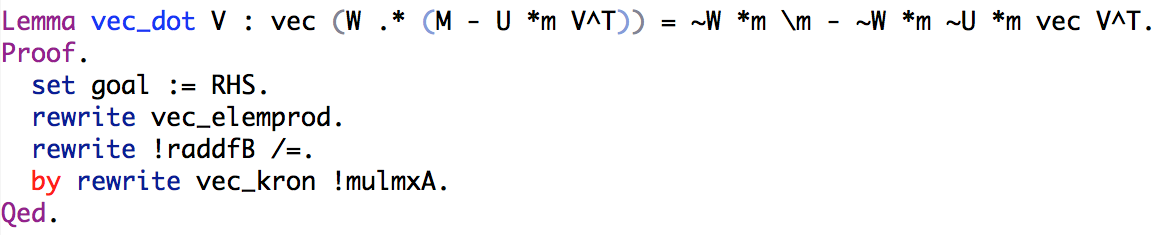 Lemma vec_dot V : vec (W .* (M - U *m V^T)) = ~W *m \m - ~W *m ~U *m vec V^T.
Proof.
set goal := RHS.
rewrite vec_elemprod.
rewrite !raddfB /=.
by rewrite vec_kron !mulmxA.
Qed.